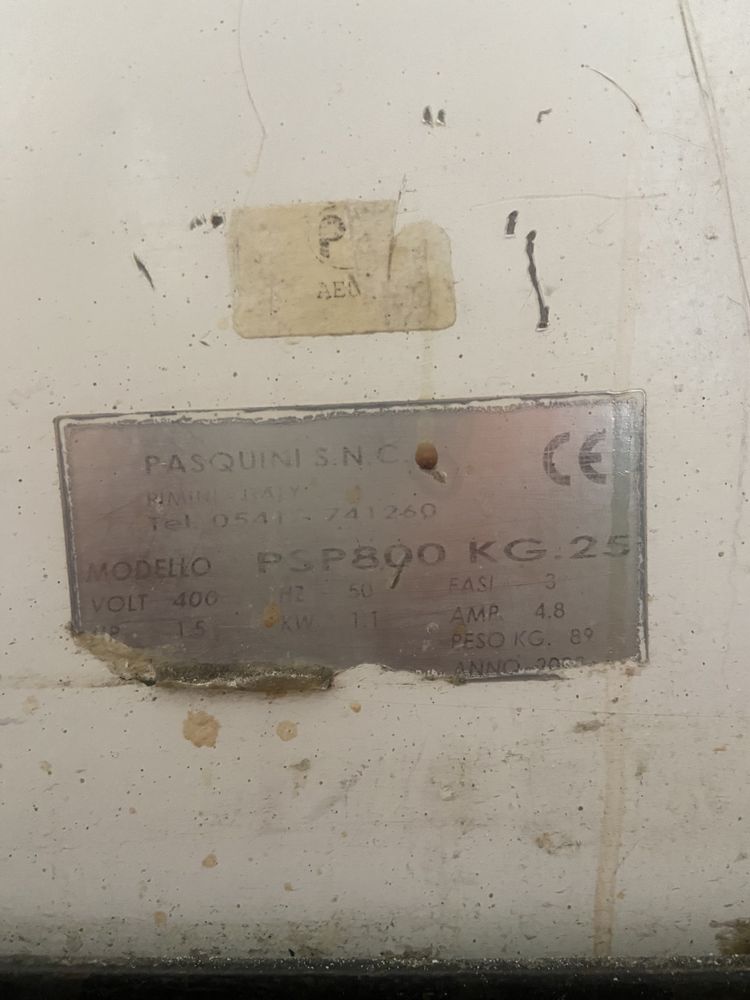 P
PASQUINI S.N.C.
CE
RIMINI - ITALY
Tel. 0541 - 741260
MODELLO PSP800 KG.25
VOLT 400 HZ 50 FASI 3
HP 1.5 KW 1.1 AMP. 4.8
PESO KG. 89
ANNO